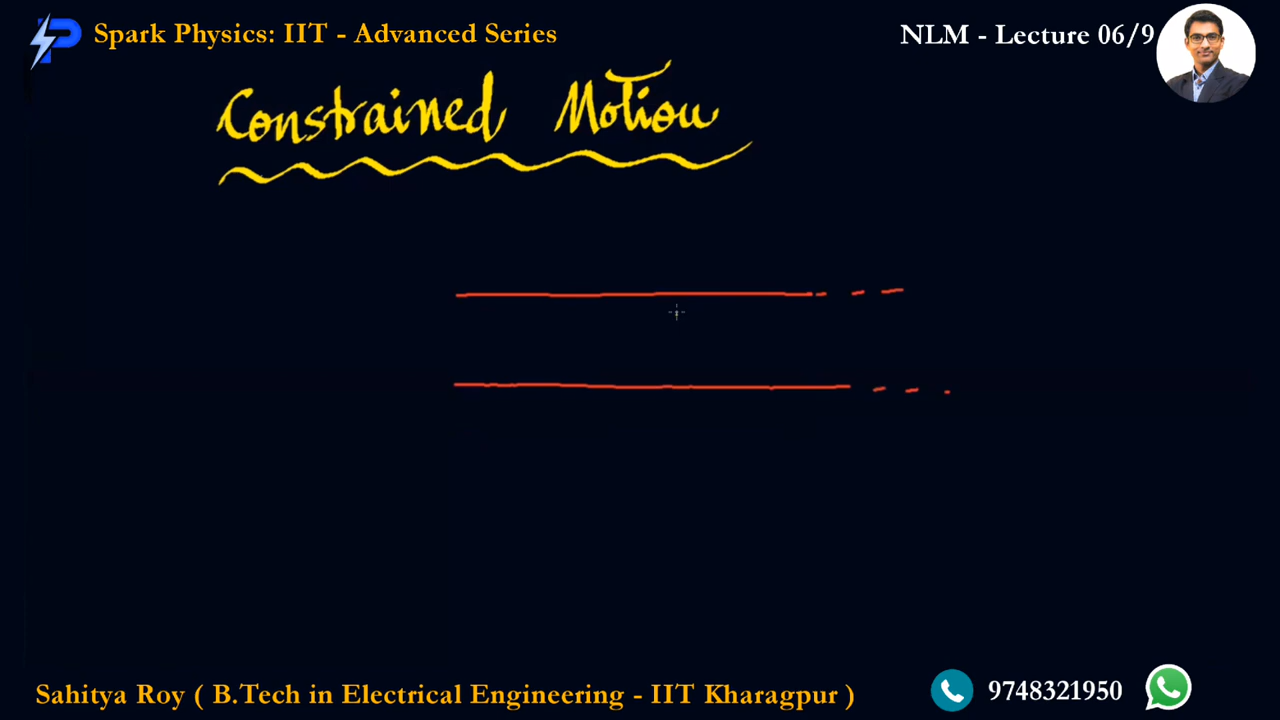 Spark Physics: IIT - Advanced Series
NLM - Lecture 06/9
Constrained Motion
Sahitya Roy ( B.Tech in Electrical Engineering - IIT Kharagpur )
9748321950